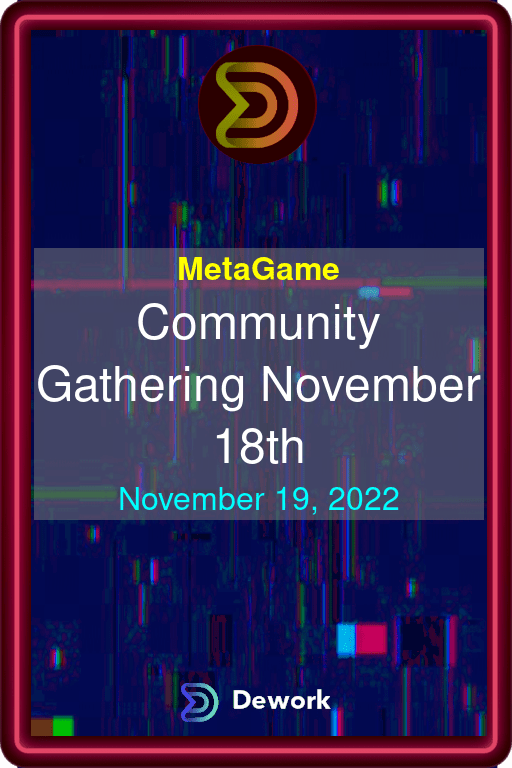 MetaGame
Community
Gathering November
18th
November 19, 2022
Dework